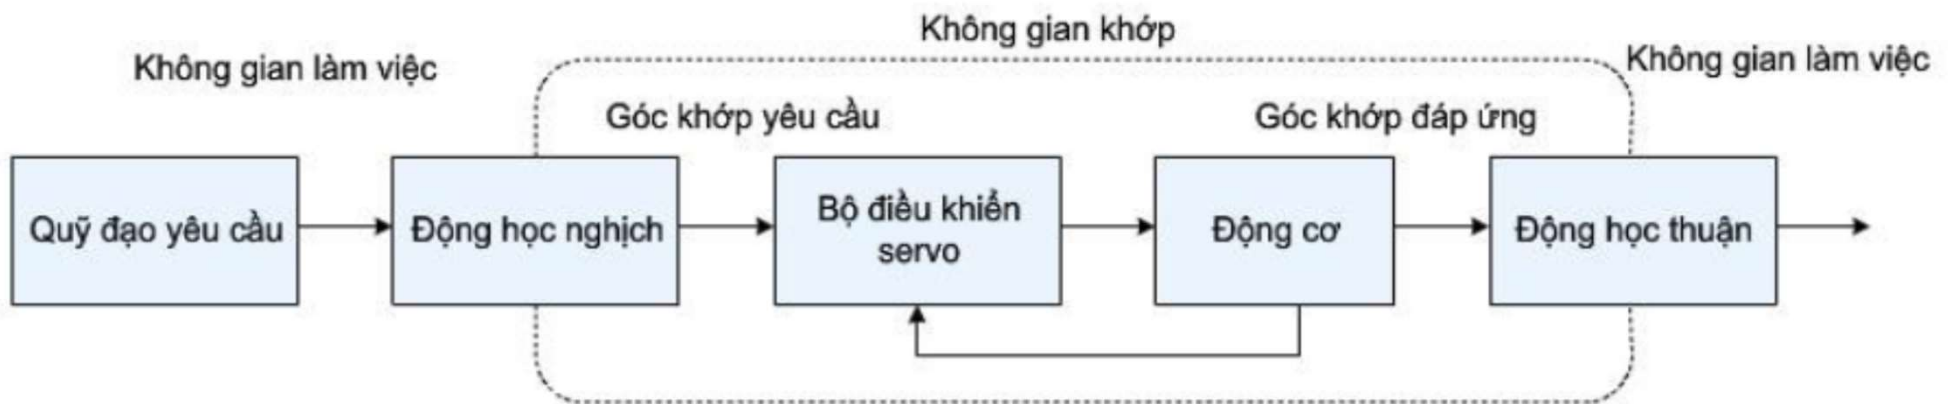 Không gian khớp
Không gian làm việc
Không gian làm việc
Góc khớp yêu cầu
Góc khớp đáp ứng
Quỹ đạo yêu cầu
Động học nghịch
Bộ điều khiển
servo
Động cơ
Động học thuận